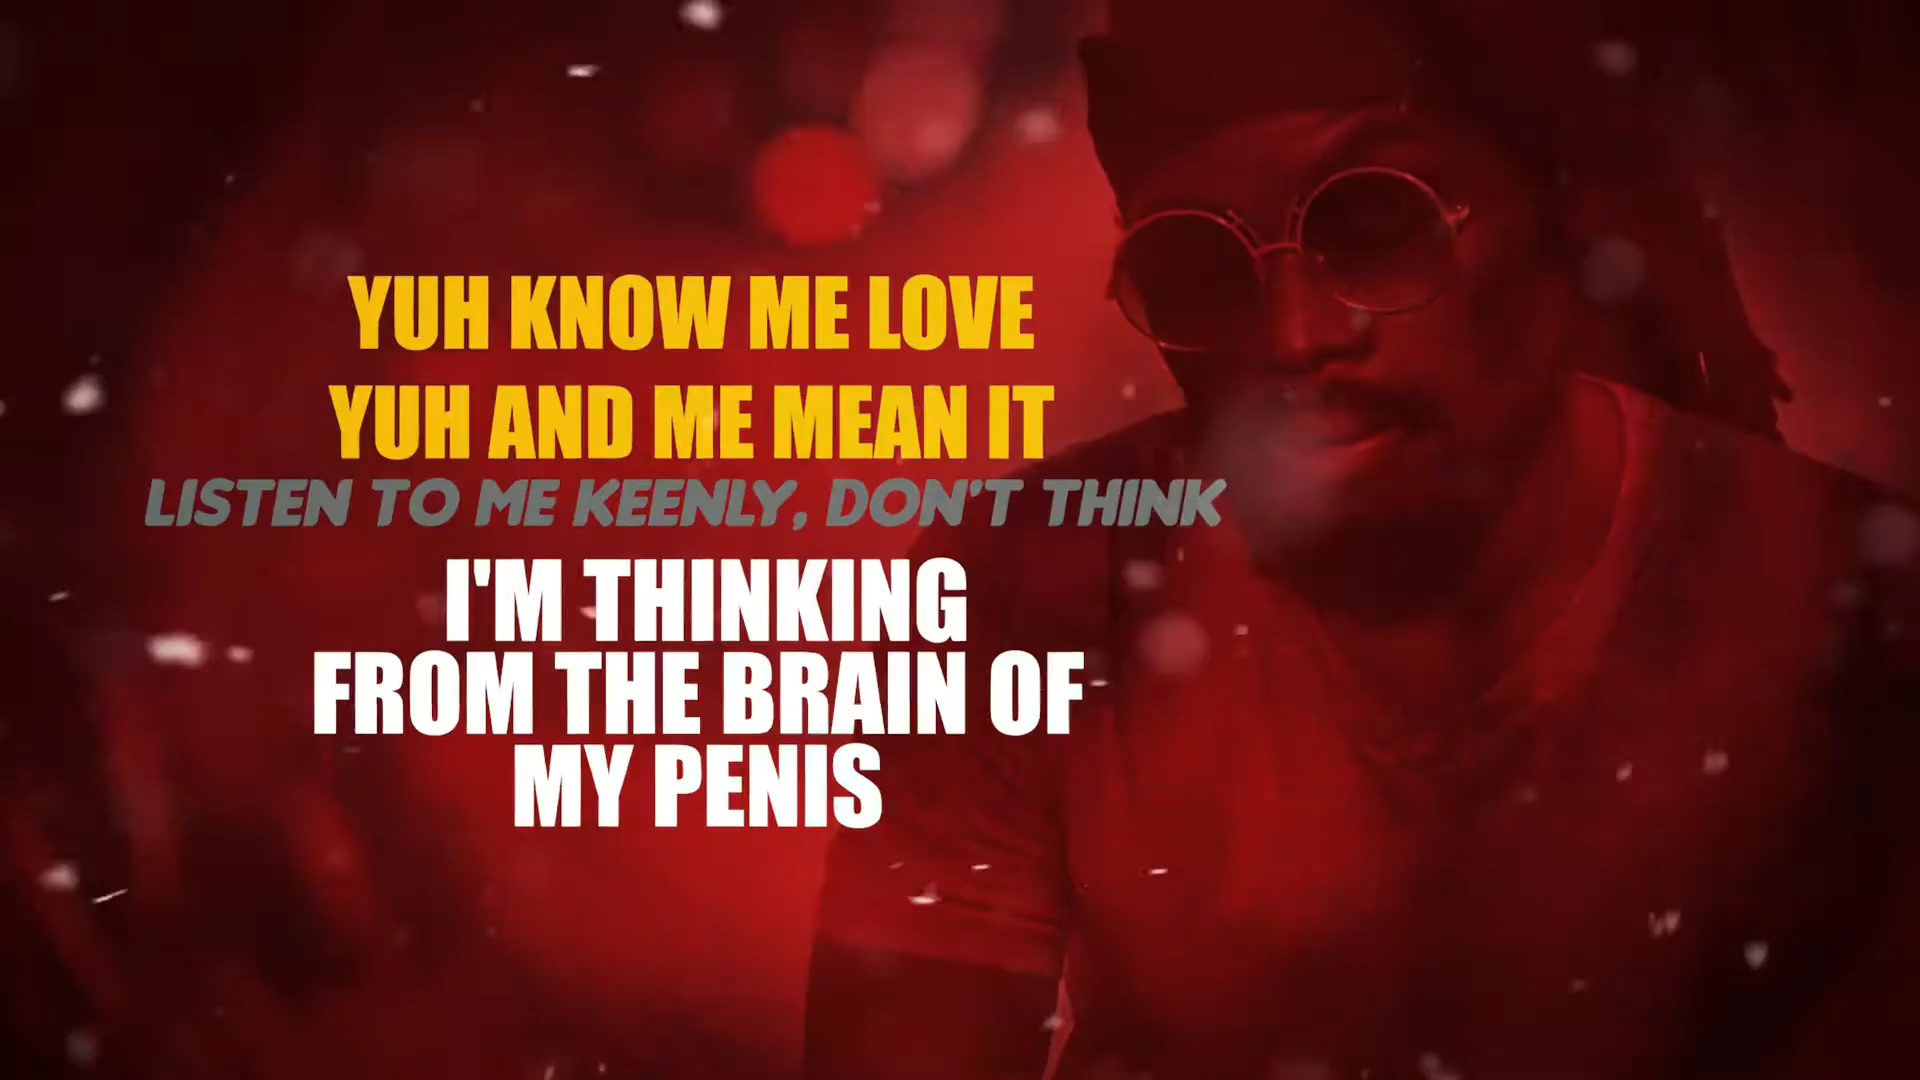 YUH KNOW ME LOVE
YUH AND ME MEAN IT
LISTEN TO ME KEENLY, DON'T THINK
I'M THINKING
FROM THE BRAIN OF
MY PENIS